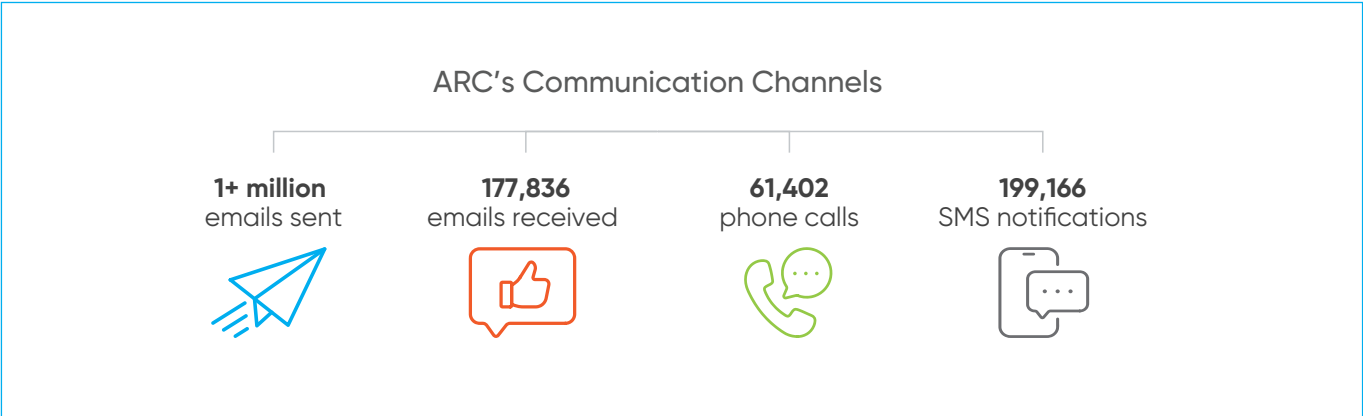 ARC's Communication Channels
1+ million
emails sent
177,836
emails received
61,402
phone calls
199,166
SMS notifications